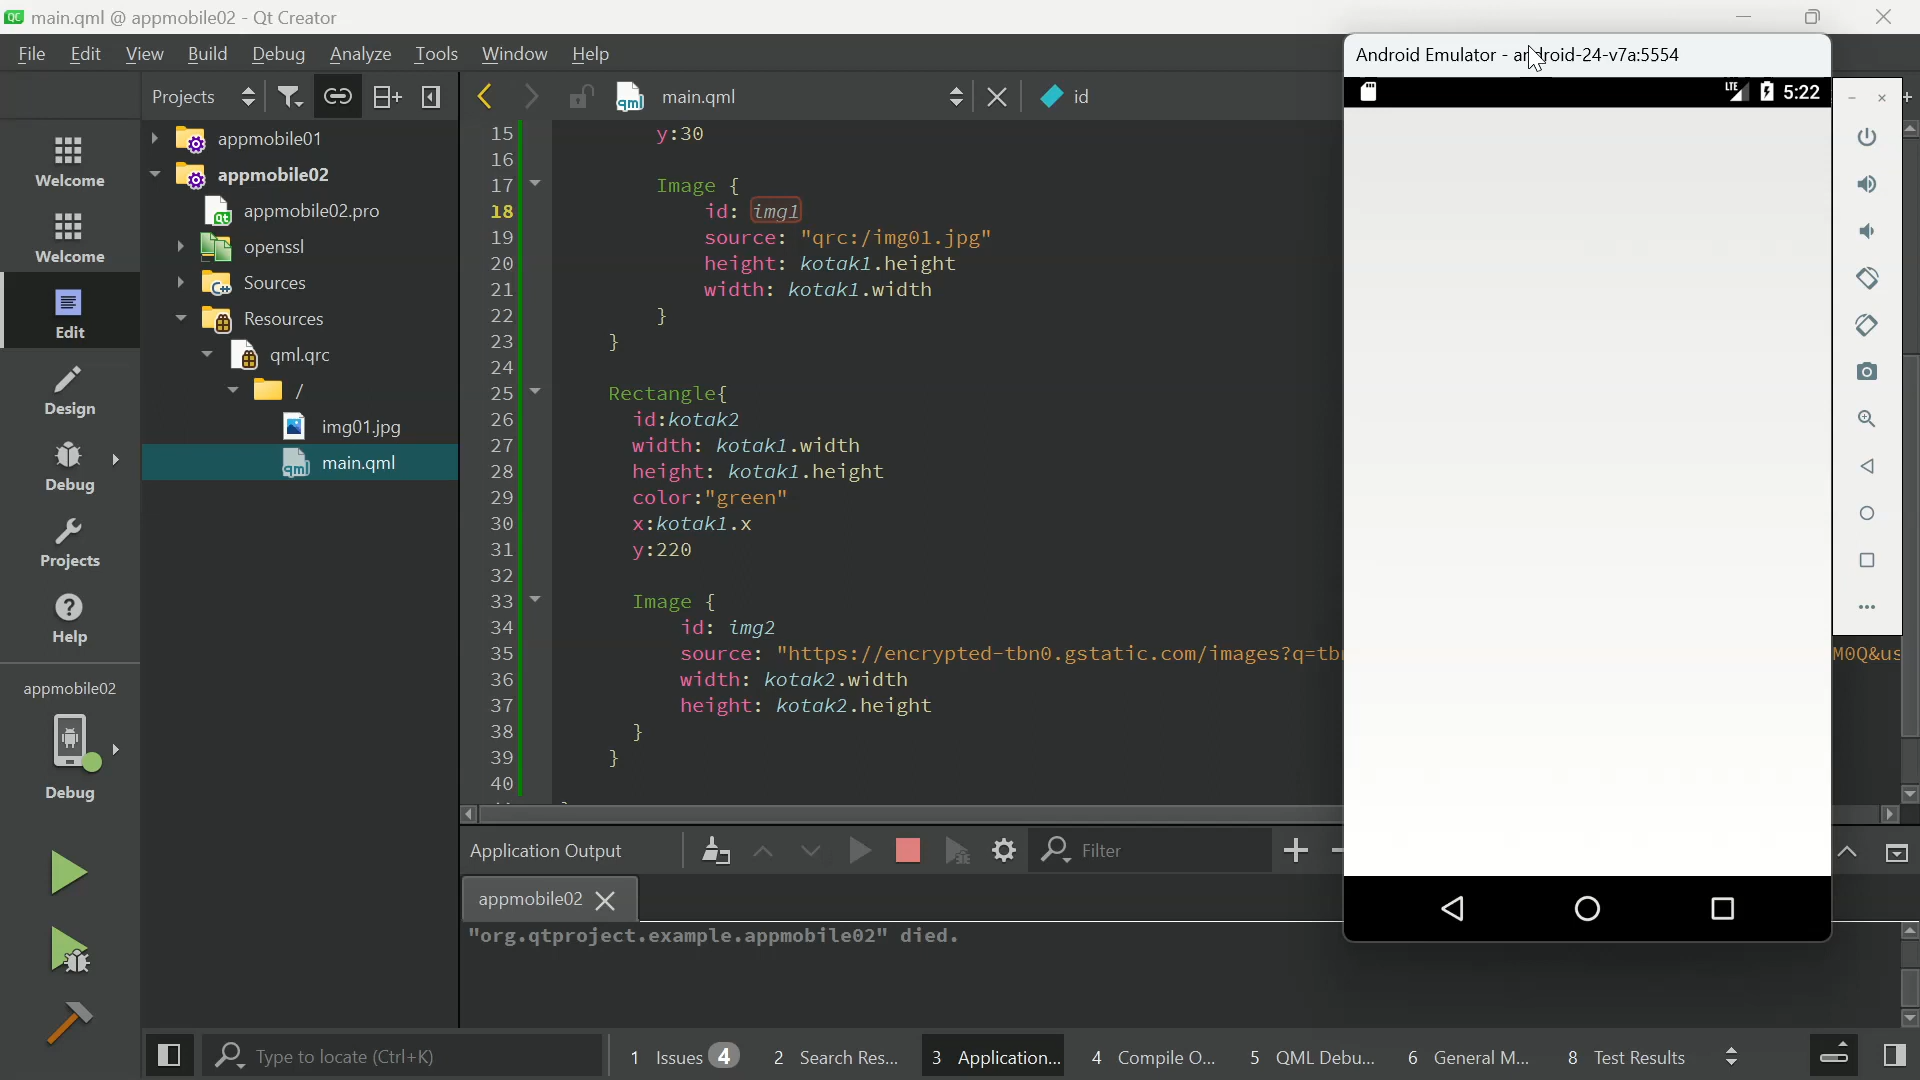 main.qml @ appmobile02 - Qt Creator
File Edit View Build Debug Analyze Tools Window Help
Android Emulator - android-24-v7a:5554
LTE 5:22
Projects
main.qml
id
Welcome
Welcome
Edit
Design
Debug
Projects
Help
appmobile02
Debug
appmobile01
appmobile02
appmobile02.pro
openssl
Sources
Resources
qml.qrc
/
img01.jpg
main.qml
15 y:30
16
17 Image {
18 id: img1
19 source: "qrc:/img01.jpg"
20 height: kotak1.height
21 width: kotak1.width
22 }
23 }
24
25 Rectangle{
26 id:kotak2
27 width: kotak1.width
28 height: kotak1.height
29 color:"green"
30 x:kotak1.x
31 y:220
32
33 Image {
34 id: img2
35 source: "https://encrypted-tbn0.gstatic.com/images?q=tb M0Q&us
36 width: kotak2.width
37 height: kotak2.height
38 }
39 }
40
Application Output
Filter
appmobile02
"org.qtproject.example.appmobile02" died.
Type to locate (Ctrl+K)
1 Issues 4 2 Search Res... 3 Application... 4 Compile O... 5 QML Debu... 6 General M... 8 Test Results